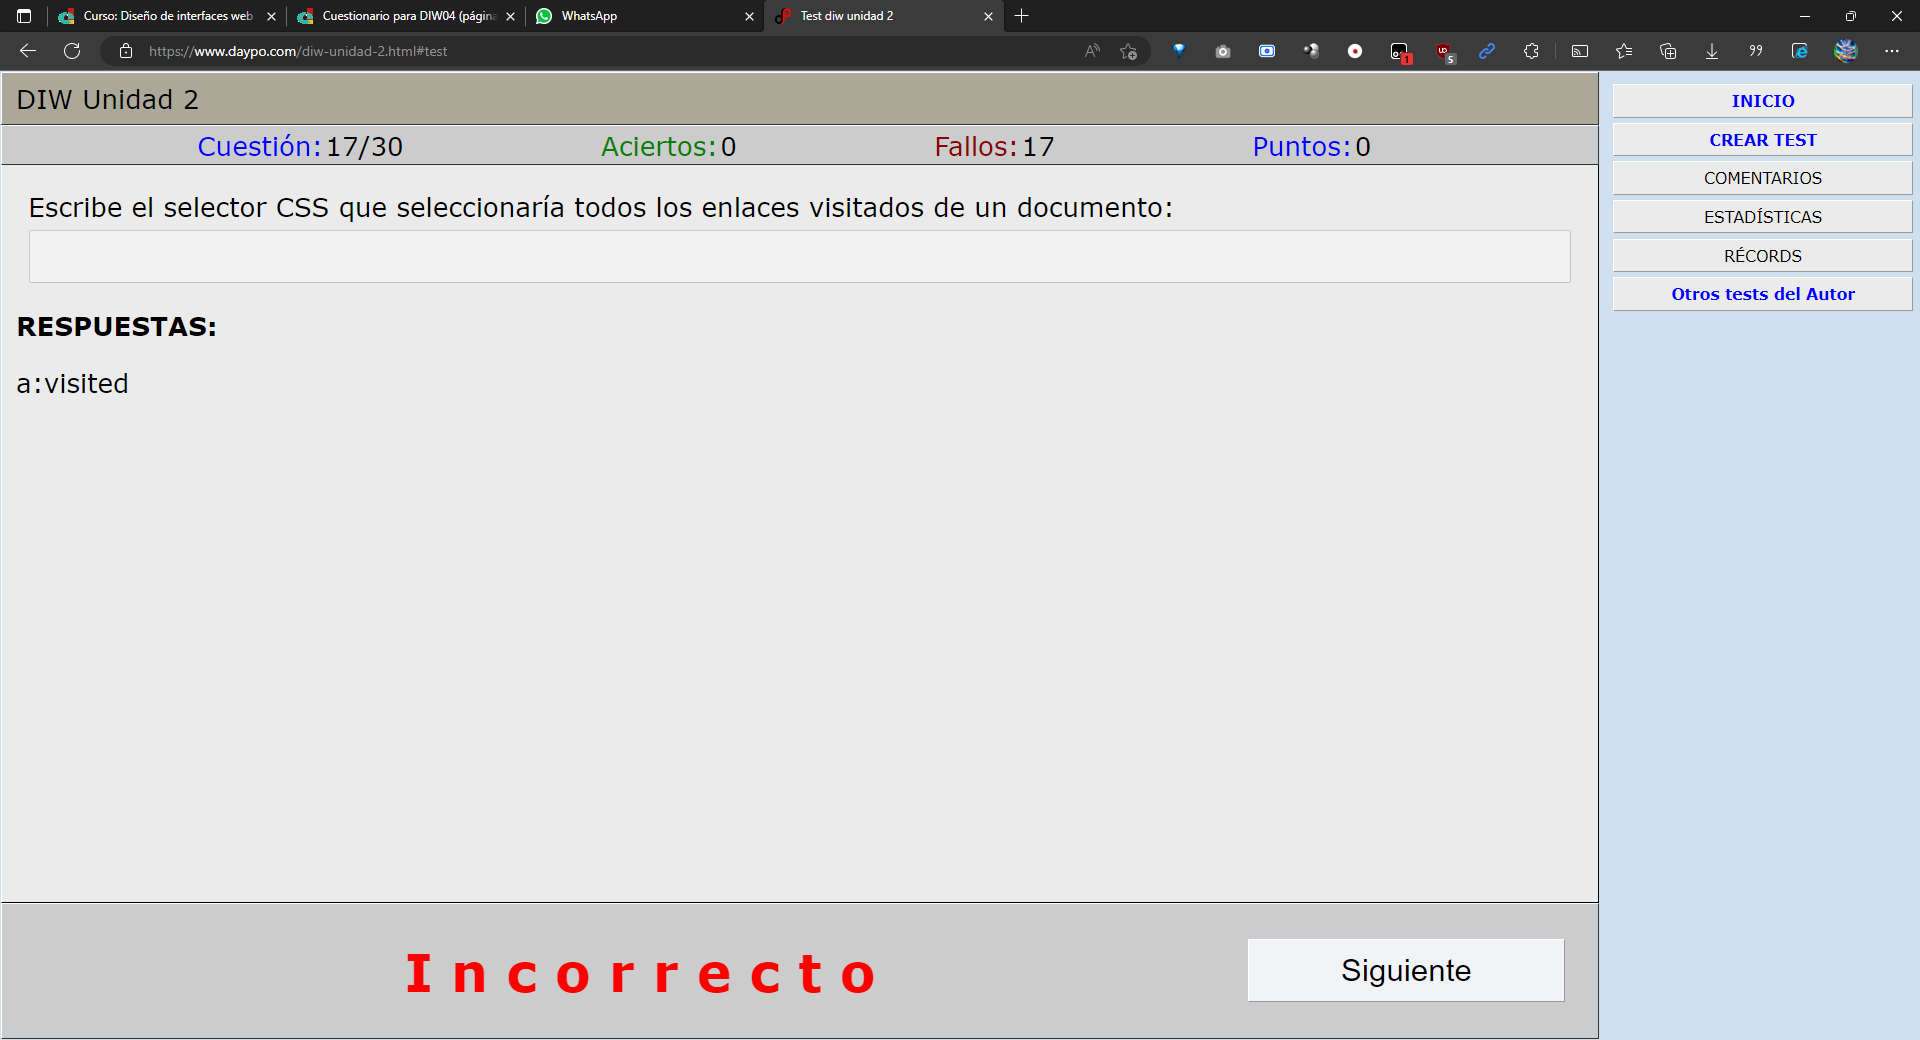 Curso: Diseño de interfaces web
Cuestionario para DIW04 (página
WhatsApp
Test diw unidad 2
https://www.daypo.com/diw-unidad-2.html#test
1
5
DIW Unidad 2
Cuestión: 17/30 Aciertos: 0 Fallos: 17 Puntos: 0
Escribe el selector CSS que seleccionaría todos los enlaces visitados de un documento:
RESPUESTAS:
a:visited
Incorrecto
Siguiente
INICIO
CREAR TEST
COMENTARIOS
ESTADÍSTICAS
RÉCORDS
Otros tests del Autor